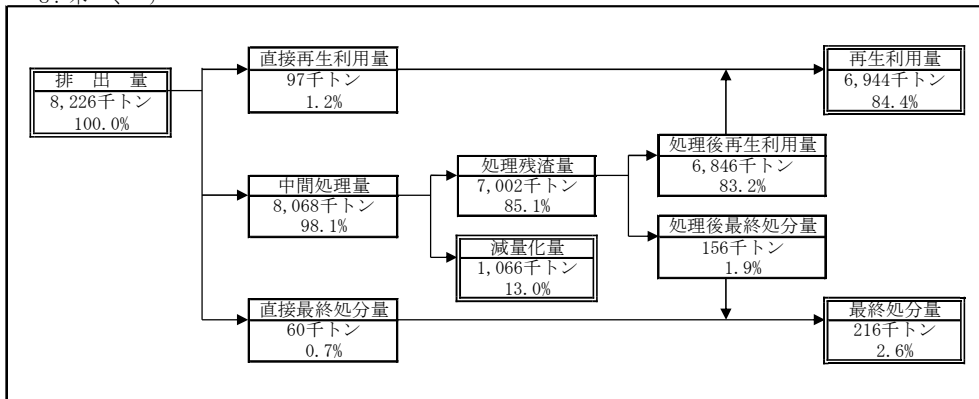 排 出 量
8,226千トン
100.0%
直接再生利用量
97千トン
1.2%
再生利用量
6,944千トン
84.4%
中間処理量
8,068千トン
98.1%
処理残渣量
7,002千トン
85.1%
処理後再生利用量
6,846千トン
83.2%
減量化量
1,066千トン
13.0%
処理後最終処分量
156千トン
1.9%
直接最終処分量
60千トン
0.7%
最終処分量
216千トン
2.6%